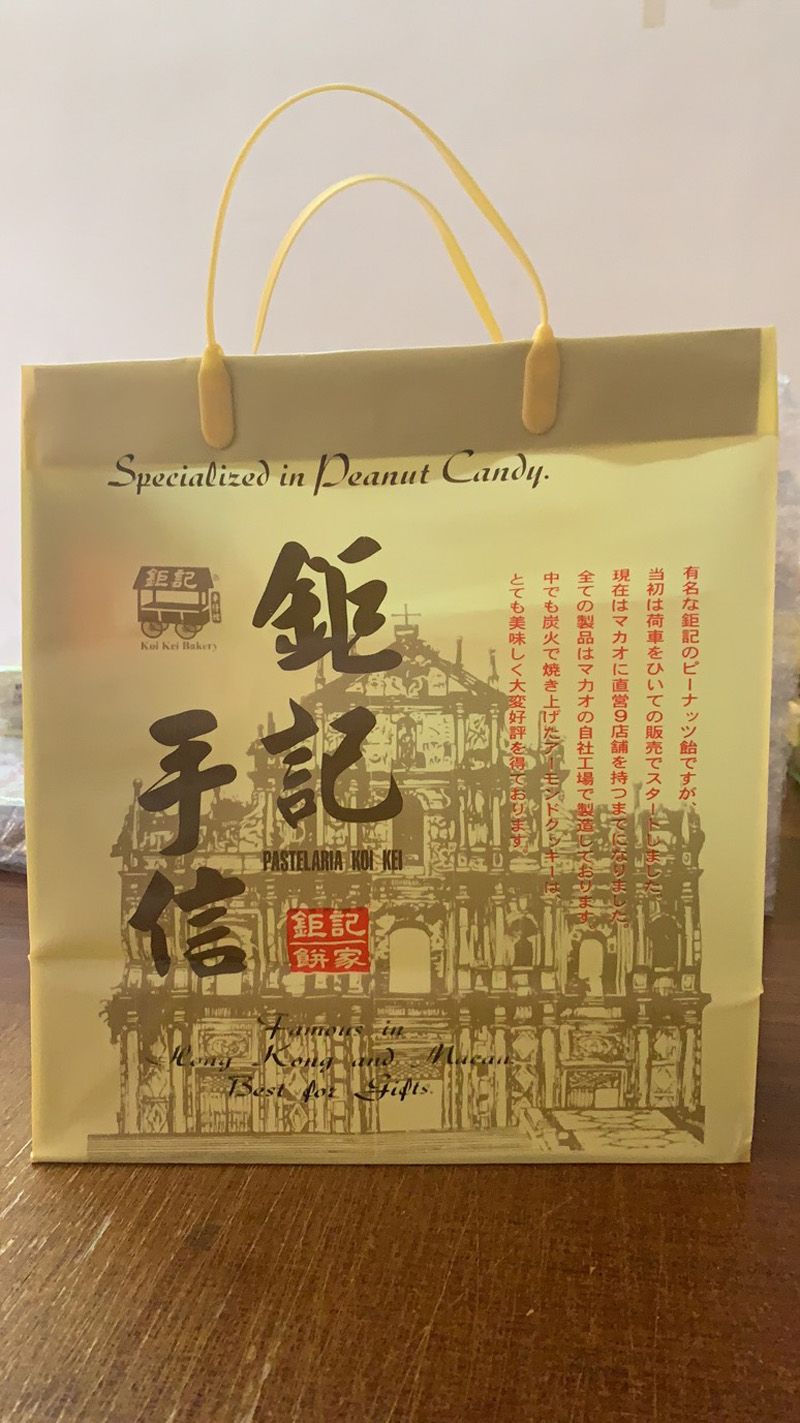 Specialized in Peanut Candy.
鉅記
Koi Kei Bakery
鉅記
手信
PASTELARIA KOI KEI
鉅記
餅家
有名な鉅記のピーナッツ飴ですが、
当初は荷車をひいての販売でスタートしました、
現在はマカオに直営9店舗を持つまでになりました。
全ての製品はマカオの自社工場で製造しております。
中でも炭火で焼き上げたアーモンドクッキーは、
とても美味しく大変好評を得ております。
Famous in
Hong Kong and Macau.
Best for Gifts.